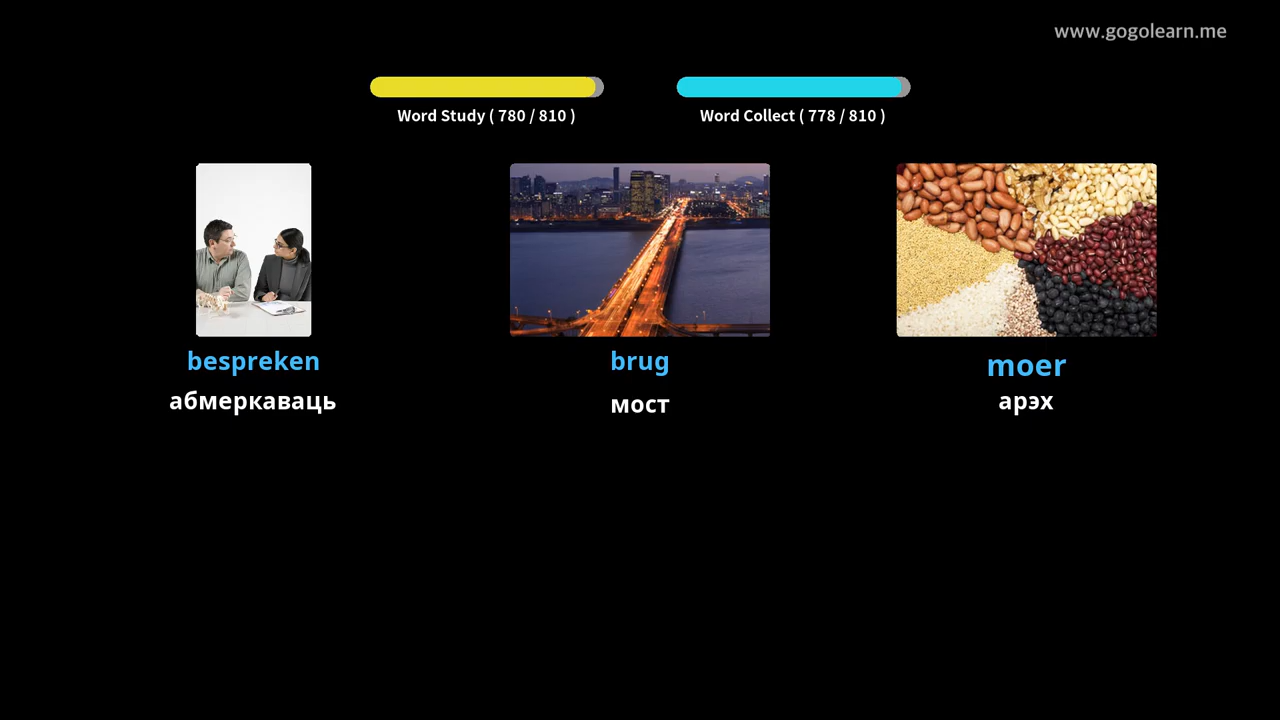 www.gogolearn.me
Word Study ( 780 / 810 )
Word Collect ( 778 / 810 )
bespreken
абмеркаваць
brug
мост
moer
арэх